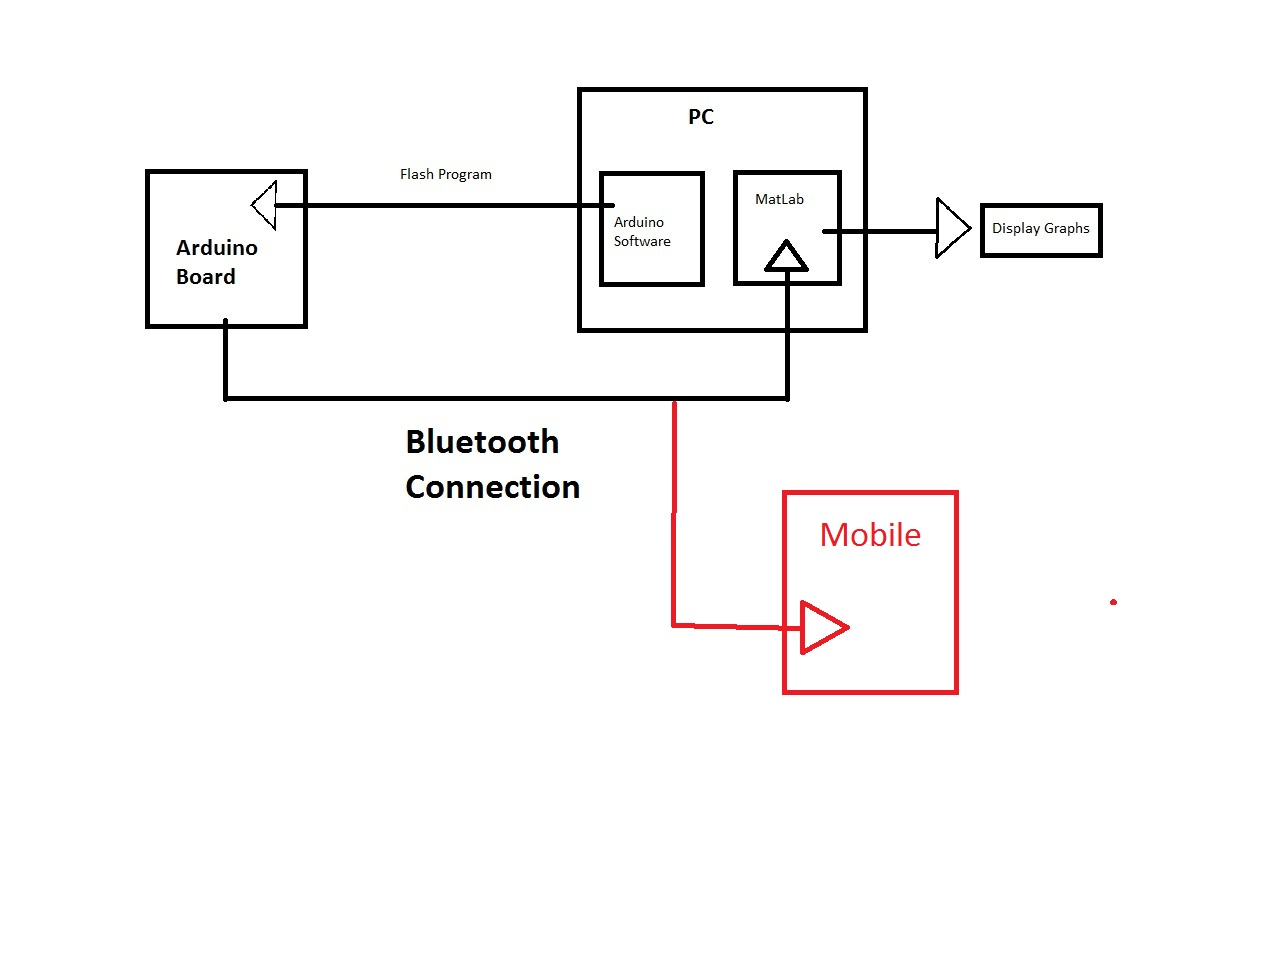 PC
Flash Program
MatLab
Arduino
Software
Display Graphs
Arduino
Board
Bluetooth
Connection
Mobile